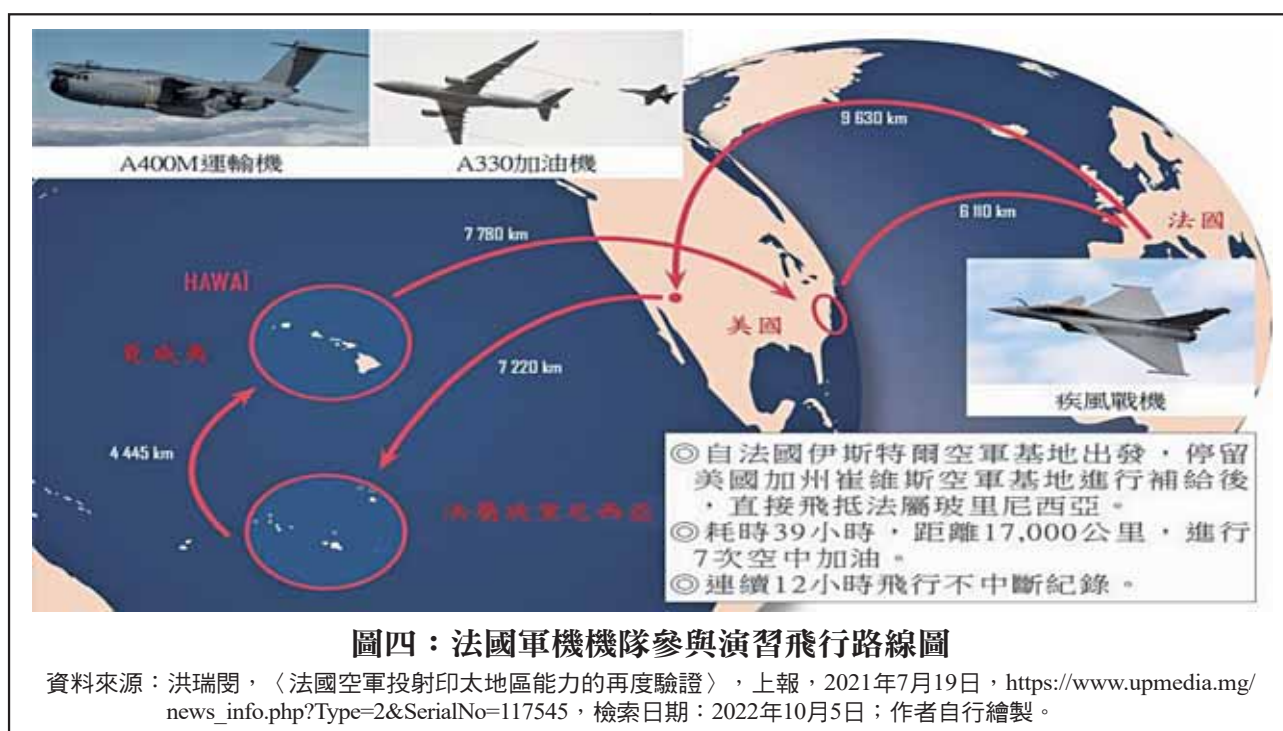 A400M運輸機
A330加油機
9 630 km
6 110 km
法國
7 780 km
HAWAÏ
夏威夷
美國
7 220 km
疾風戰機
4 445 km
法屬玻里尼西亞
◎自法國伊斯特爾空軍基地出發，停留
美國加州崔維斯空軍基地進行補給後
，直接飛抵法屬玻里尼西亞。
◎耗時39小時，距離17,000公里，進行
7次空中加油。
◎連續12小時飛行不中斷紀錄。
圖四：法國軍機機隊參與演習飛行路線圖
資料來源：洪瑞閔，〈法國空軍投射印太地區能力的再度驗證〉，上報，2021年7月19日，https://www.upmedia.mg/
news_info.php?Type=2&SerialNo=117545，檢索日期：2022年10月5日；作者自行繪製。